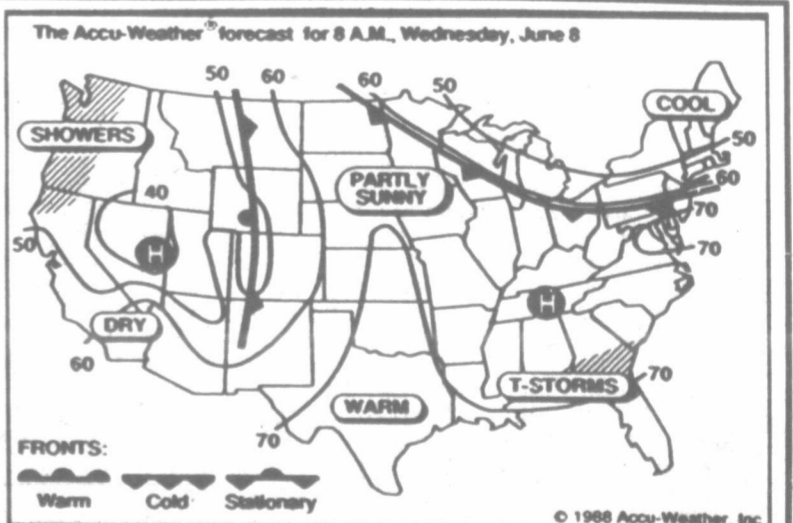 The Accu-Weather® forecast for 8 A.M., Wednesday, June 8
50 60 60 50
COOL
SHOWERS
50
40
PARTLY
SUNNY
60
70
50
H
70
H
DRY
60
T-STORMS
70
WARM
70
FRONTS:
Warm Cold Stationary
© 1988 Accu-Weather, Inc